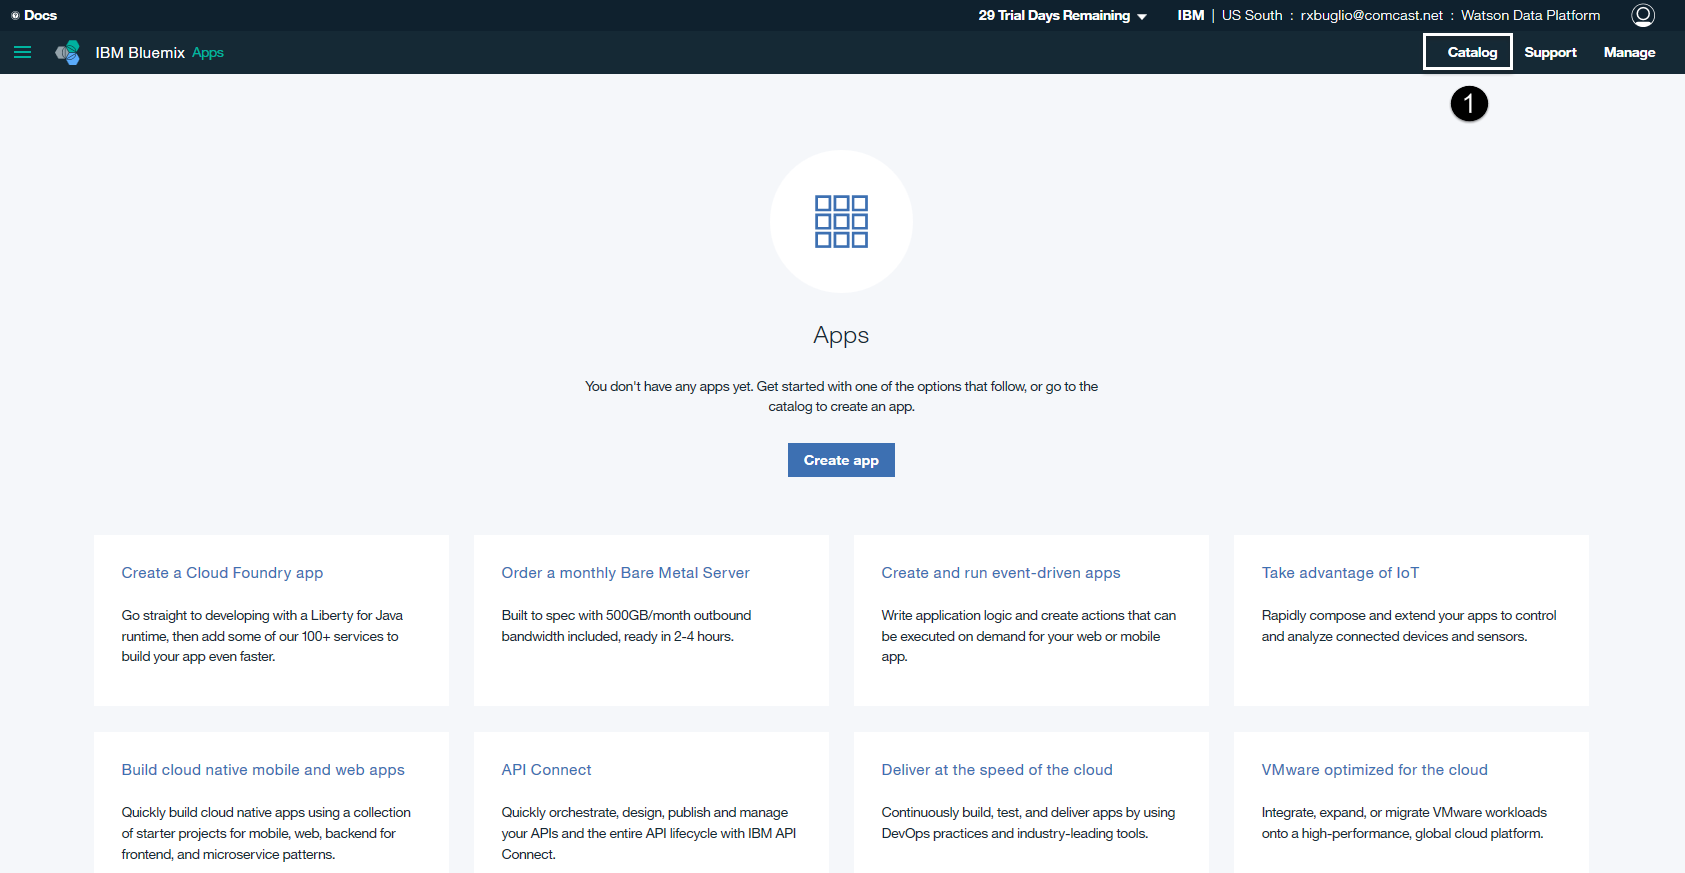 Docs
29 Trial Days Remaining
IBM | US South : rxbuglio@comcast.net : Watson Data Platform
IBM Bluemix Apps
Catalog
Support
Manage
1
Apps
You don't have any apps yet. Get started with one of the options that follow, or go to the
catalog to create an app.
Create app
Create a Cloud Foundry app
Go straight to developing with a Liberty for Java
runtime, then add some of our 100+ services to
build your app even faster.
Order a monthly Bare Metal Server
Built to spec with 500GB/month outbound
bandwidth included, ready in 2-4 hours.
Create and run event-driven apps
Write application logic and create actions that can
be executed on demand for your web or mobile
app.
Take advantage of IoT
Rapidly compose and extend your apps to control
and analyze connected devices and sensors.
Build cloud native mobile and web apps
Quickly build cloud native apps using a collection
of starter projects for mobile, web, backend for
frontend, and microservice patterns.
API Connect
Quickly orchestrate, design, publish and manage
your APIs and the entire API lifecycle with IBM API
Connect.
Deliver at the speed of the cloud
Continuously build, test, and deliver apps by using
DevOps practices and industry-leading tools.
VMware optimized for the cloud
Integrate, expand, or migrate VMware workloads
onto a high-performance, global cloud platform.